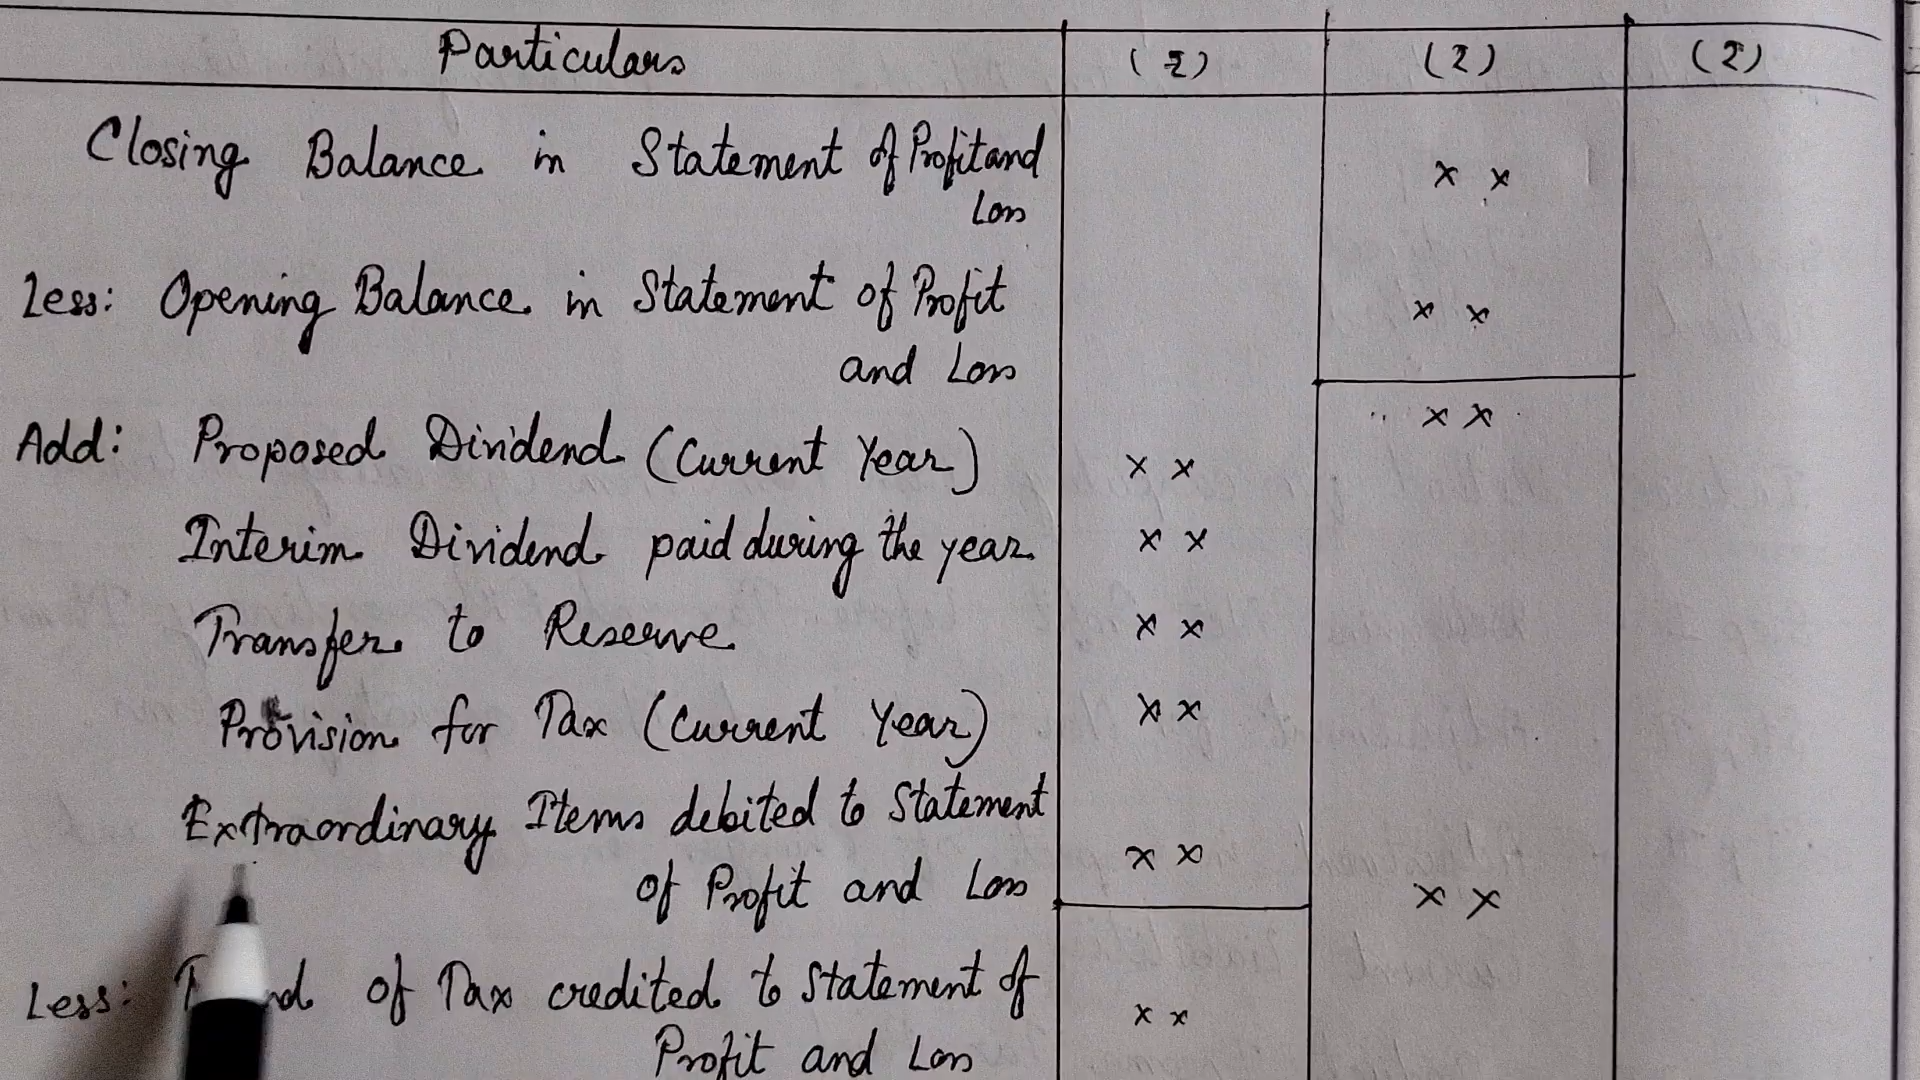 Particulars (₹) (₹) (₹)
Closing Balance in Statement of Profit and x x
Loss
Less: Opening Balance in Statement of Profit x x
and Loss
x x
Add: Proposed Dividend (Current Year) x x
Interim Dividend paid during the year x x
Transfer to Reserve x x
Provision for Tax (Current Year) x x
Extraordinary Items debited to Statement
of Profit and Loss x x x x
Less: of Tax credited to Statement of x x
Profit and Loss